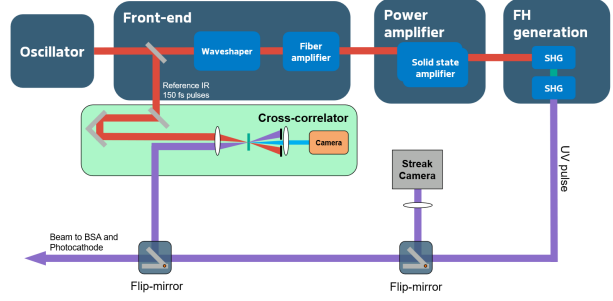 Oscillator
Front-end
Waveshaper
Fiber
amplifier
Power
amplifier
Solid state
amplifier
FH
generation
SHG
SHG
Reference IR
150 fs pulses
Cross-correlator
Camera
Streak
Camera
UV pulse
Beam to BSA and
Photocathode
Flip-mirror
Flip-mirror